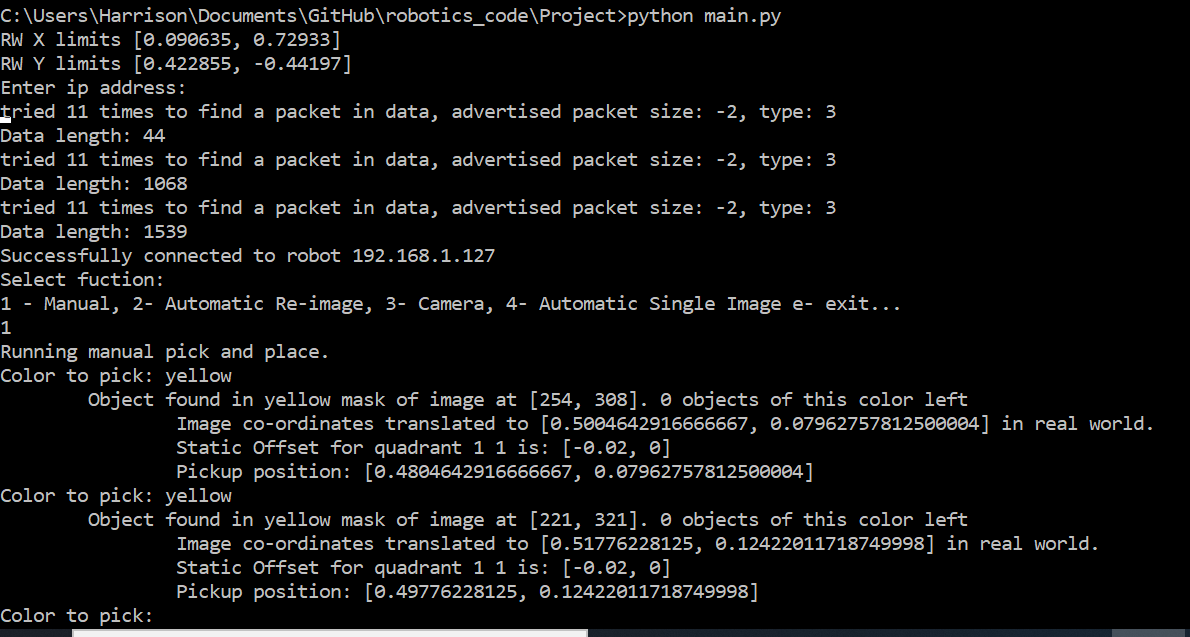 C:\Users\Harrison\Documents\GitHub\robotics_code\Project>python main.py
RW X limits [0.090635, 0.72933]
RW Y limits [0.422855, -0.44197]
Enter ip address:
tried 11 times to find a packet in data, advertised packet size: -2, type: 3
Data length: 44
tried 11 times to find a packet in data, advertised packet size: -2, type: 3
Data length: 1068
tried 11 times to find a packet in data, advertised packet size: -2, type: 3
Data length: 1539
Successfully connected to robot 192.168.1.127
Select fuction:
1 - Manual, 2- Automatic Re-image, 3- Camera, 4- Automatic Single Image e- exit...
1
Running manual pick and place.
Color to pick: yellow
        Object found in yellow mask of image at [254, 308]. 0 objects of this color left
                Image co-ordinates translated to [0.5004642916666667, 0.07962757812500004] in real world.
                Static Offset for quadrant 1 1 is: [-0.02, 0]
                Pickup position: [0.4804642916666667, 0.07962757812500004]
Color to pick: yellow
        Object found in yellow mask of image at [221, 321]. 0 objects of this color left
                Image co-ordinates translated to [0.51776228125, 0.12422011718749998] in real world.
                Static Offset for quadrant 1 1 is: [-0.02, 0]
                Pickup position: [0.49776228125, 0.12422011718749998]
Color to pick: